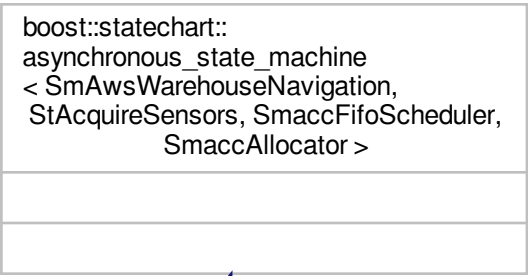 boost::statechart::
asynchronous_state_machine
< SmAwsWarehouseNavigation,
StAcquireSensors, SmaccFifoScheduler,
SmaccAllocator >